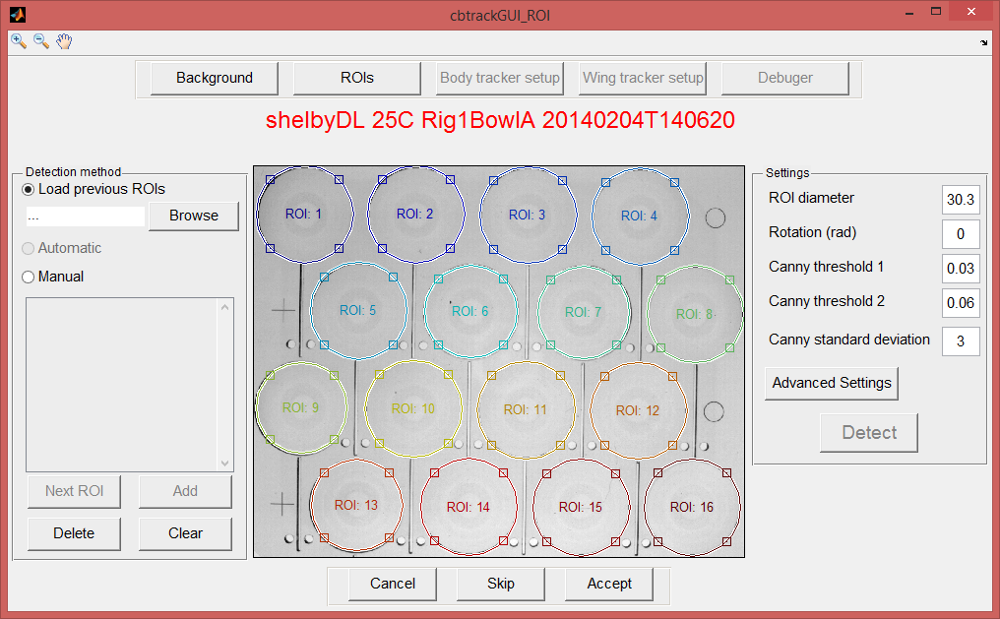 cbtrackGUI_ROI
Background ROIs Body tracker setup Wing tracker setup Debuger
shelbyDL 25C Rig1BowlA 20140204T140620
Detection method
Load previous ROIs
... Browse
Automatic
Manual
Next ROI Add
Delete Clear
ROI: 1 ROI: 2 ROI: 3 ROI: 4
ROI: 5 ROI: 6 ROI: 7 ROI: 8
ROI: 9 ROI: 10 ROI: 11 ROI: 12
ROI: 13 ROI: 14 ROI: 15 ROI: 16
Settings
ROI diameter 30.3
Rotation (rad) 0
Canny threshold 1 0.03
Canny threshold 2 0.06
Canny standard deviation 3
Advanced Settings
Detect
Cancel Skip Accept